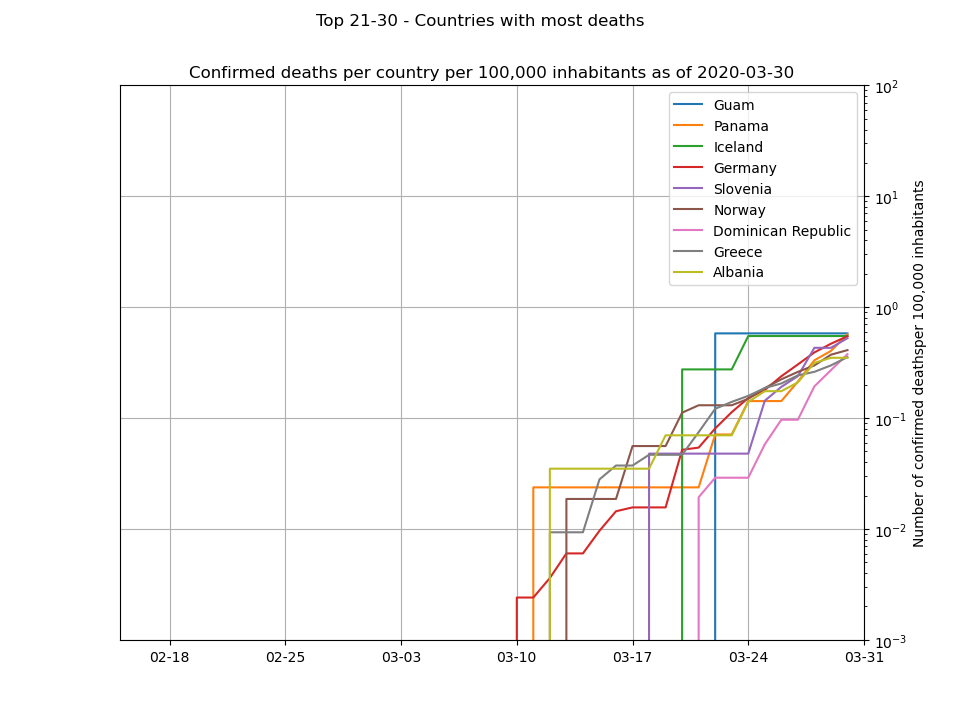 Top 21-30 - Countries with most deaths
Confirmed deaths per country per 100,000 inhabitants as of 2020-03-30
Guam
Panama
Iceland
Germany
Slovenia
Norway
Dominican Republic
Greece
Albania
10²
10¹
10⁰
10⁻¹
10⁻²
10⁻³
Number of confirmed deathsper 100,000 inhabitants
02-18 02-25 03-03 03-10 03-17 03-24 03-31